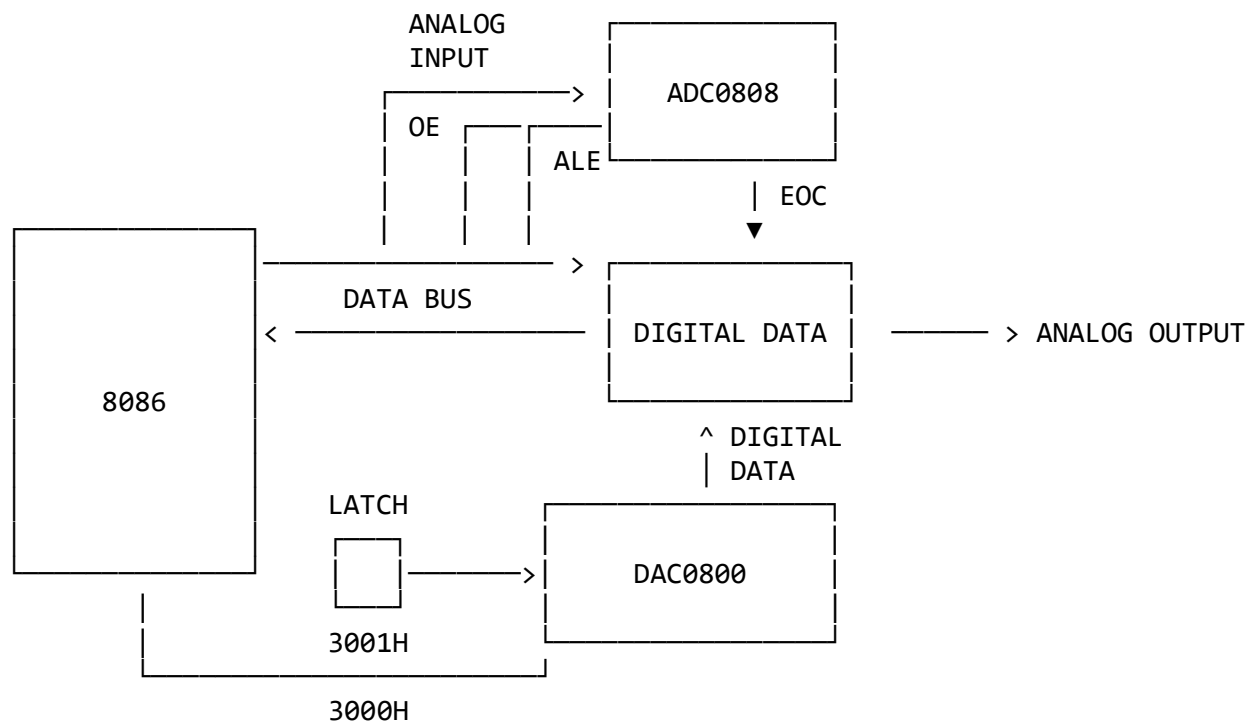 ANALOG
INPUT
ADC0808
OE
ALE
EOC
DATA BUS
DIGITAL DATA
ANALOG OUTPUT
8086
DIGITAL
DATA
LATCH
DAC0800
3001H
3000H